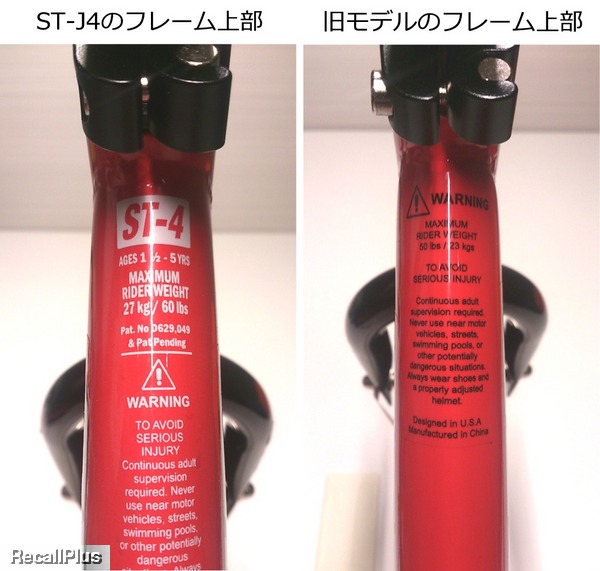 ST-J4のフレーム上部
旧モデルのフレーム上部
ST-4
AGES 1 ½ - 5 YRS
MAXIMUM
RIDER WEIGHT
27 kg / 60 lbs
Pat. No D629,049
& Pat Pending
WARNING
TO AVOID
SERIOUS
INJURY
Continuous adult
supervision
required. Never
use near motor
vehicles, streets,
swimming pools,
or other potentially
dangerous
situations. Always
WARNING
MAXIMUM
RIDER WEIGHT
50 lbs / 23 kgs
TO AVOID
SERIOUS INJURY
Continuous adult
supervision required.
Never use near motor
vehicles, streets,
swimming pools, or
other potentially
dangerous situations.
Always wear shoes and
a properly adjusted
helmet.
Designed in U.S.A
Manufactured in China
RecallPlus